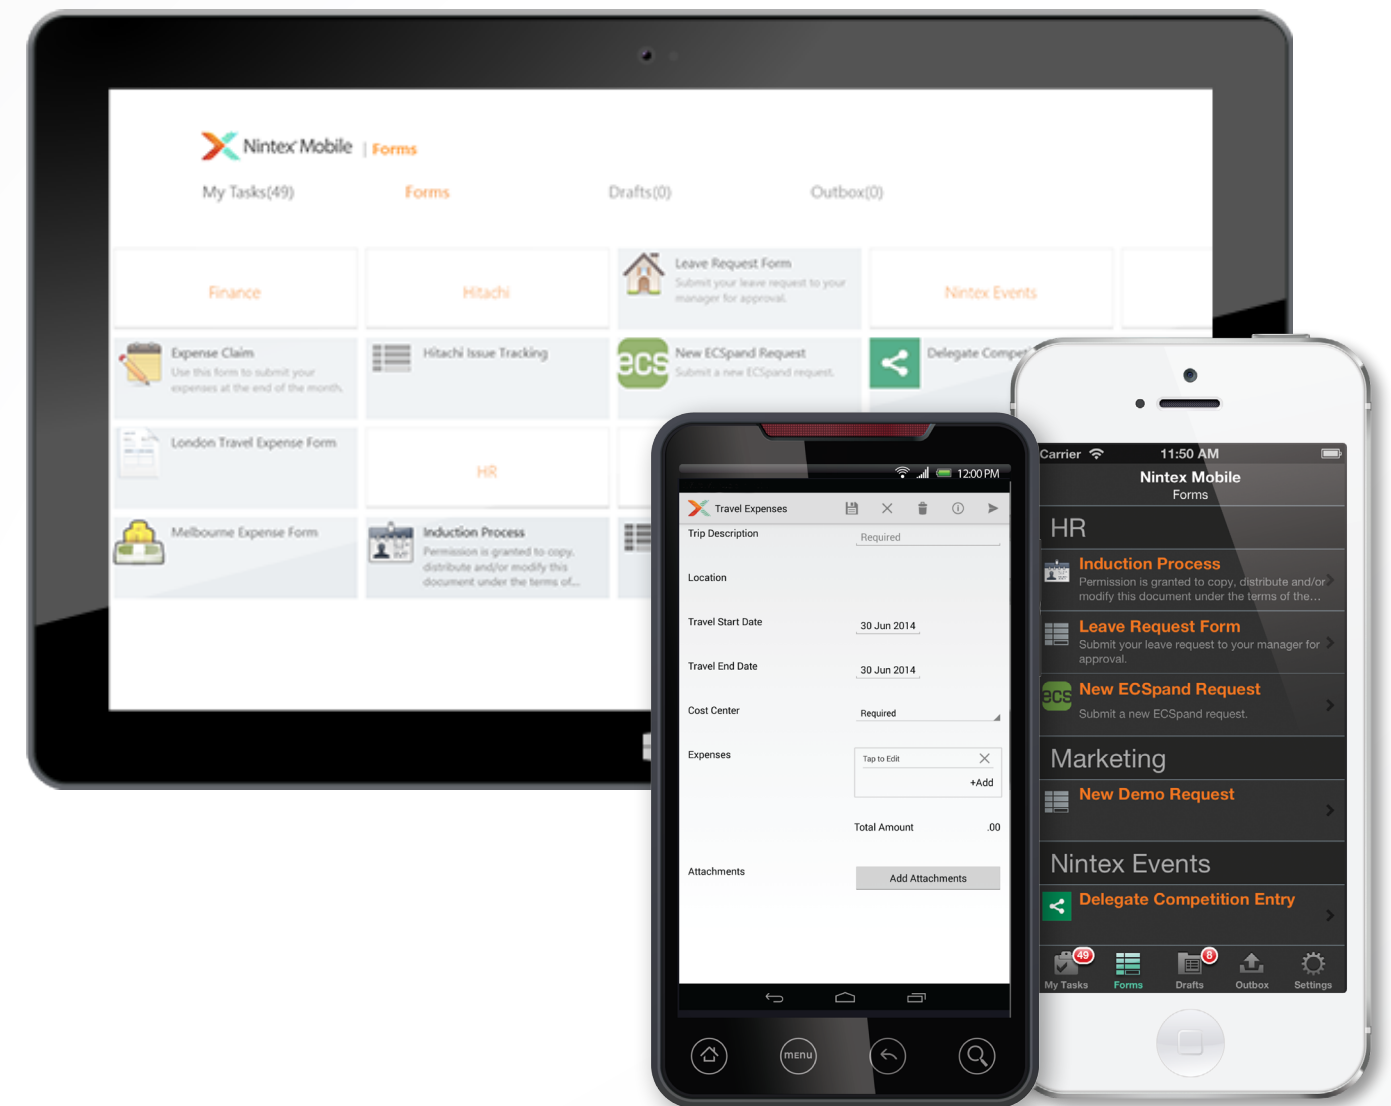 Nintex Mobile | Forms
My Tasks(49)
Forms
Drafts(0)
Outbox(0)
Finance
Hitachi
Leave Request Form
Submit your leave request to your
manager for approval.
Nintex Events
Expense Claim
Use this form to submit your
expenses at the end of the month.
Hitachi Issue Tracking
ecs
New ECSpand Request
Submit a new ECSpand request.
Delegate Compet
London Travel Expense Form
HR
Melbourne Expense Form
Induction Process
Permission is granted to copy,
distribute and/or modify this
document under the terms of...
12:00 PM
Travel Expenses
Trip Description
Required
Location
Travel Start Date
30 Jun 2014
Travel End Date
30 Jun 2014
Cost Center
Required
Expenses
Tap to Edit
+Add
Total Amount
.00
Attachments
Add Attachments
MENU
Carrier
11:50 AM
Nintex Mobile
Forms
HR
Induction Process
Permission is granted to copy, distribute and/or
modify this document under the terms of the...
Leave Request Form
Submit your leave request to your manager for
approval.
ecs
New ECSpand Request
Submit a new ECSpand request.
Marketing
New Demo Request
Nintex Events
Delegate Competition Entry
49
8
My Tasks
Forms
Drafts
Outbox
Settings